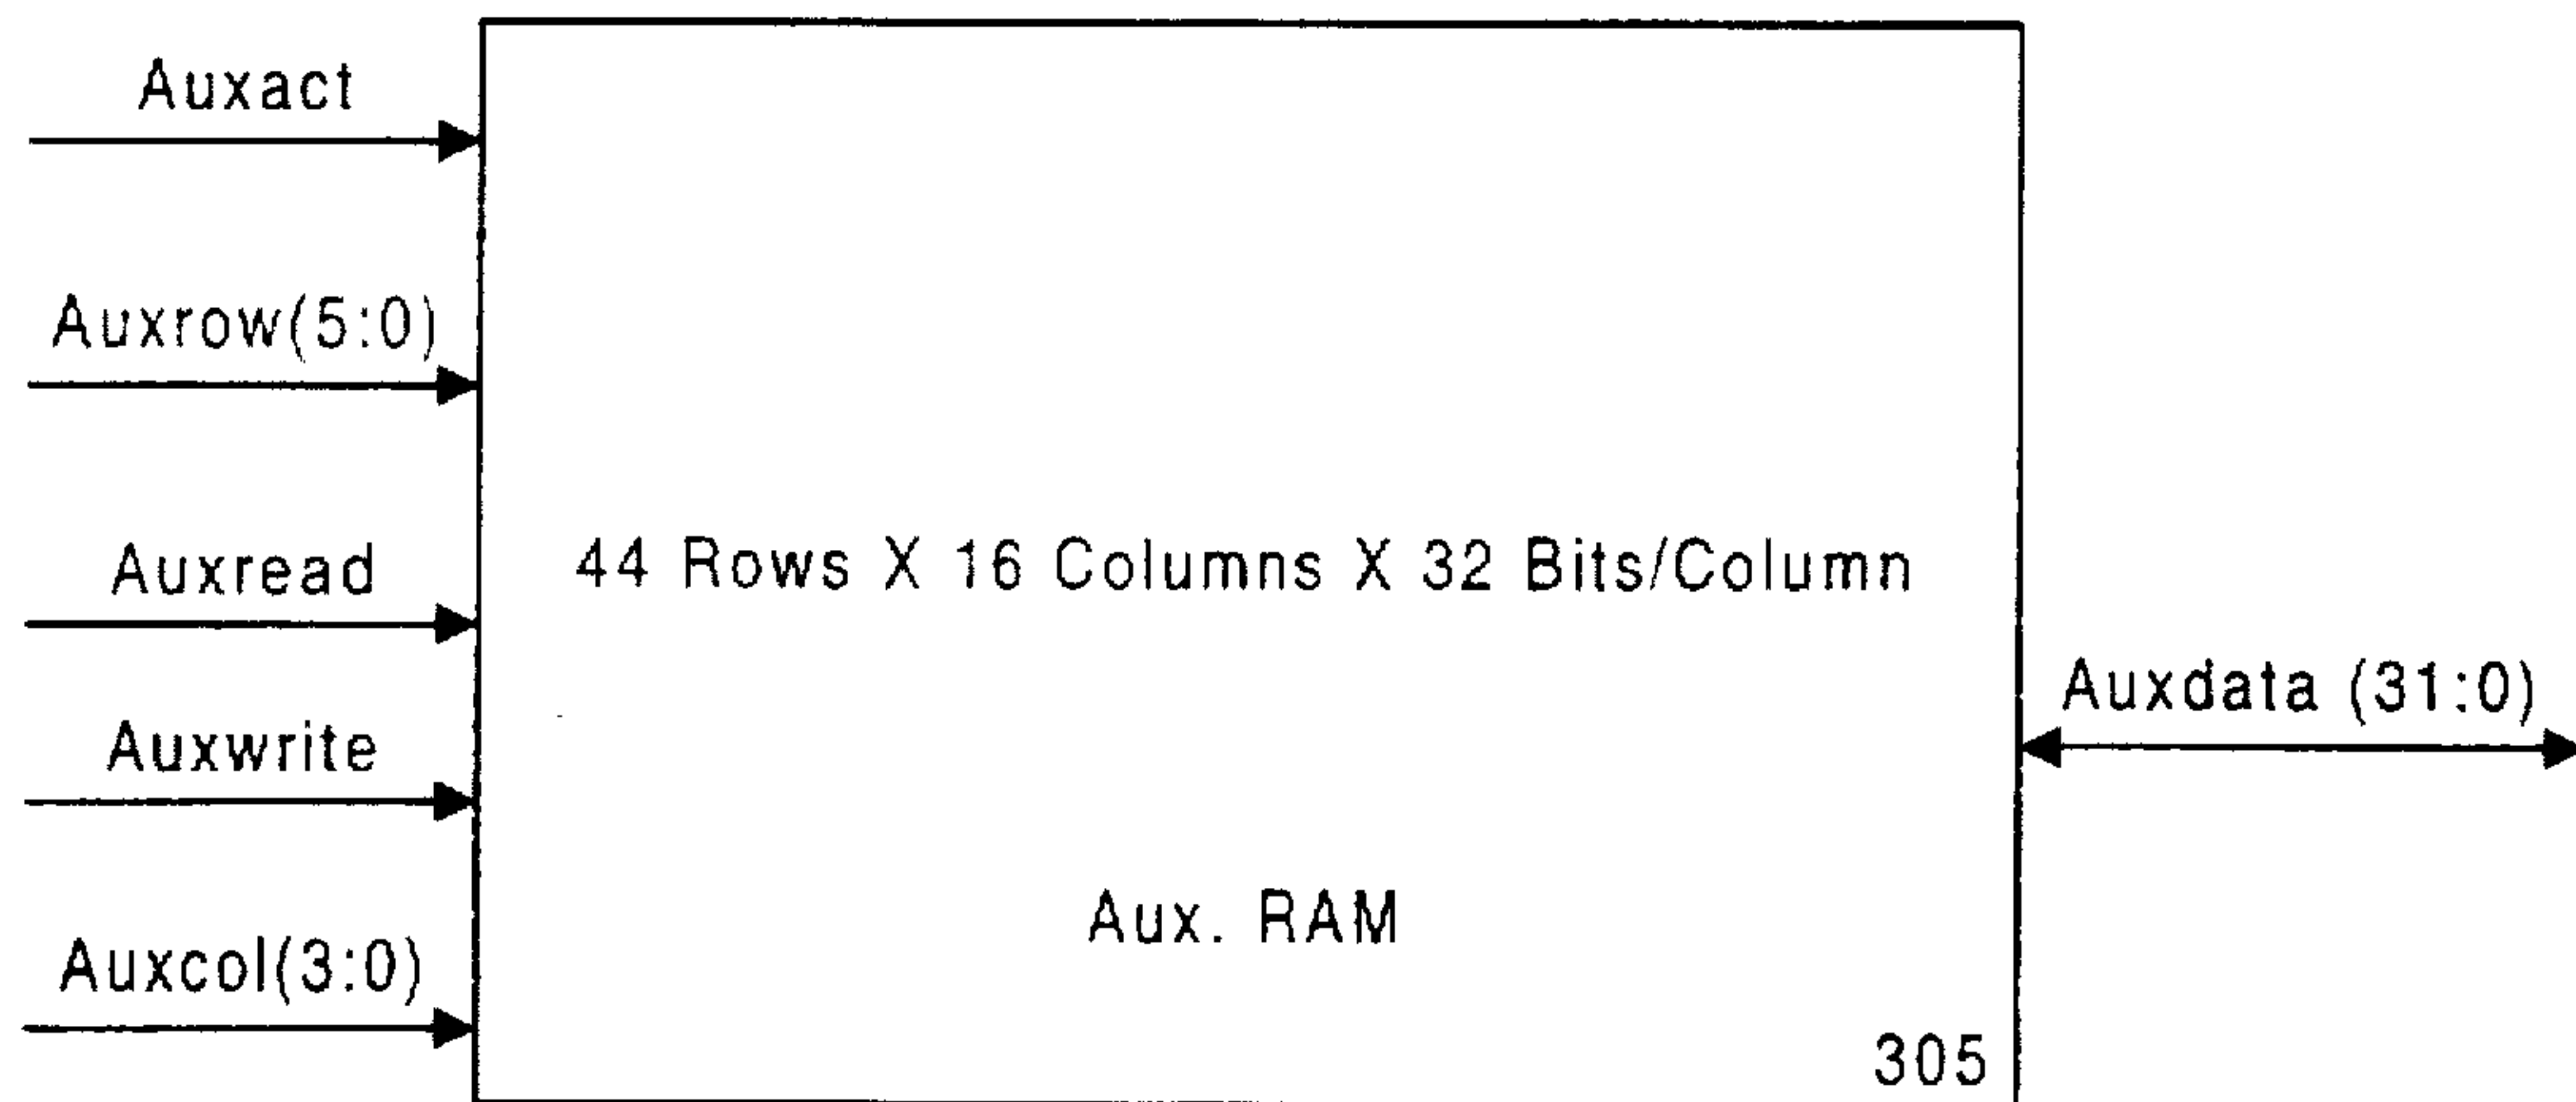 Auxact
Auxrow(5:0)
Auxread
44 Rows X 16 Columns X 32 Bits/Column
Auxdata (31:0)
Auxwrite
Aux. RAM
Auxcol(3:0)
305